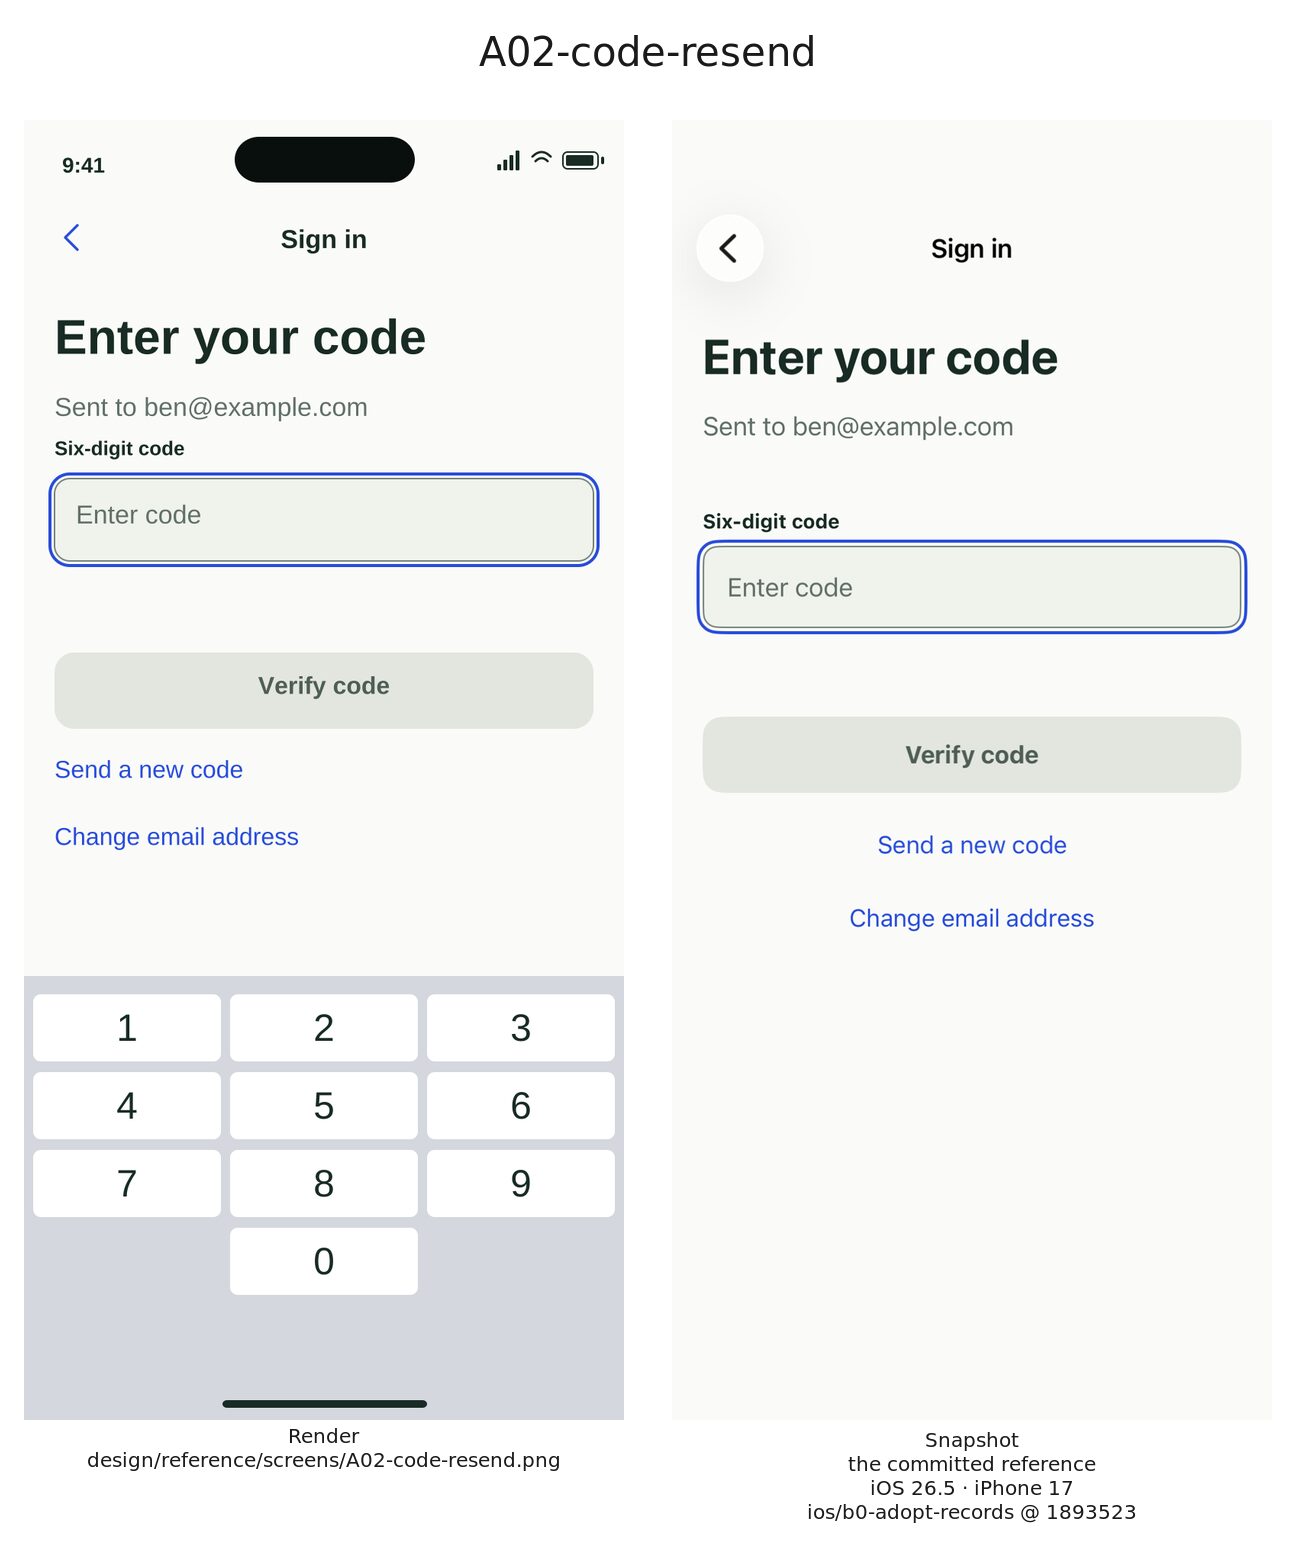 A02-code-resend
9:41
Sign in
Enter your code
Sent to ben@example.com
Six-digit code
Enter code
Verify code
Send a new code
Change email address
1 2 3
4 5 6
7 8 9
0
Render
design/reference/screens/A02-code-resend.png
Sign in
Enter your code
Sent to ben@example.com
Six-digit code
Enter code
Verify code
Send a new code
Change email address
Snapshot
the committed reference
iOS 26.5 · iPhone 17
ios/b0-adopt-records @ 1893523